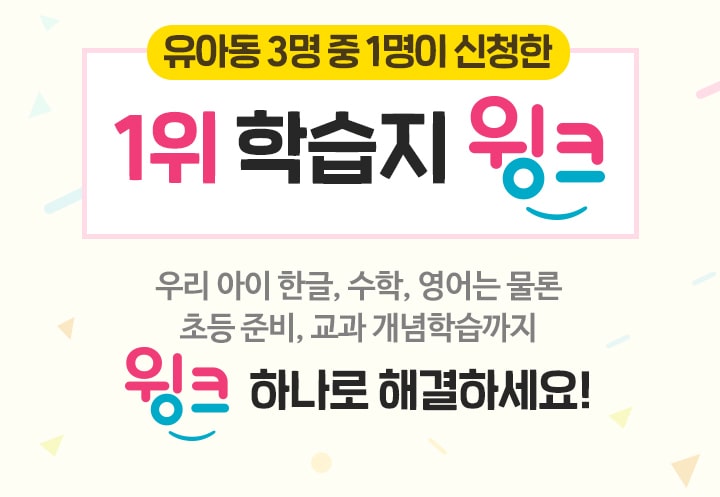 유아동 3명 중 1명이 신청한
1위 학습지 윙크
우리 아이 한글, 수학, 영어는 물론
초등 준비, 교과 개념학습까지
윙크 하나로 해결하세요!